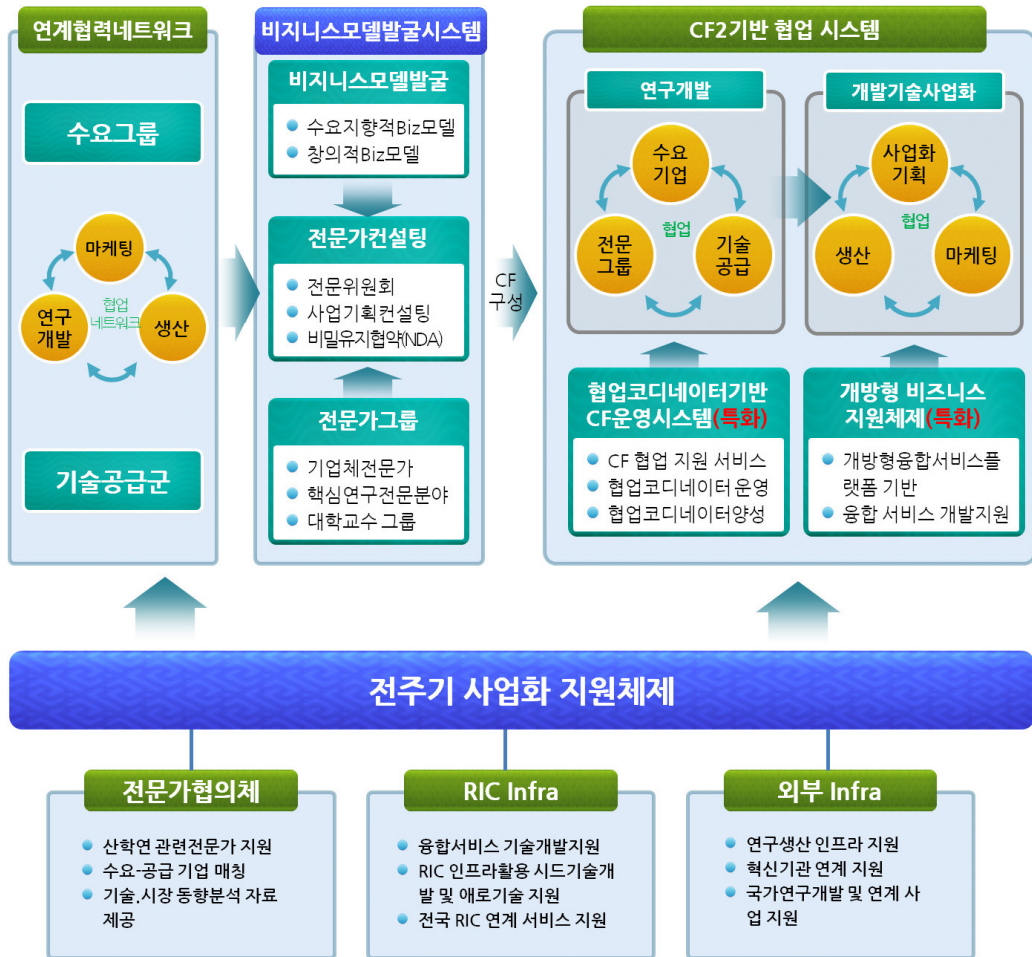 연계협력네트워크
수요그룹
마케팅
연구
개발
협업
네트워크
생산
기술공급군
비지니스모델발굴시스템
비지니스모델발굴
수요지향적Biz모델
창의적Biz모델
전문가컨설팅
전문위원회
사업기획컨설팅
비밀유지협약(NDA)
전문가그룹
기업체전문가
핵심연구전문분야
대학교수 그룹
CF
구성
CF2기반 협업 시스템
연구개발
수요
기업
협업
전문
그룹
기술
공급
개발기술사업화
사업화
기획
협업
생산
마케팅
협업코디네이터기반
CF운영시스템(특화)
CF 협업 지원 서비스
협업코디네이터 운영
협업코디네이터양성
개방형 비즈니스
지원체제(특화)
개방형융합서비스플
랫폼 기반
융합 서비스 개발지원
전주기 사업화 지원체제
전문가협의체
산학연 관련전문가 지원
수요-공급 기업 매칭
기술.시장 동향분석 자료
제공
RIC Infra
융합서비스 기술개발지원
RIC 인프라활용 시드기술개
발 및 애로기술 지원
전국 RIC 연계 서비스 지원
외부 Infra
연구생산 인프라 지원
혁신기관 연계 지원
국가연구개발 및 연계 사
업 지원